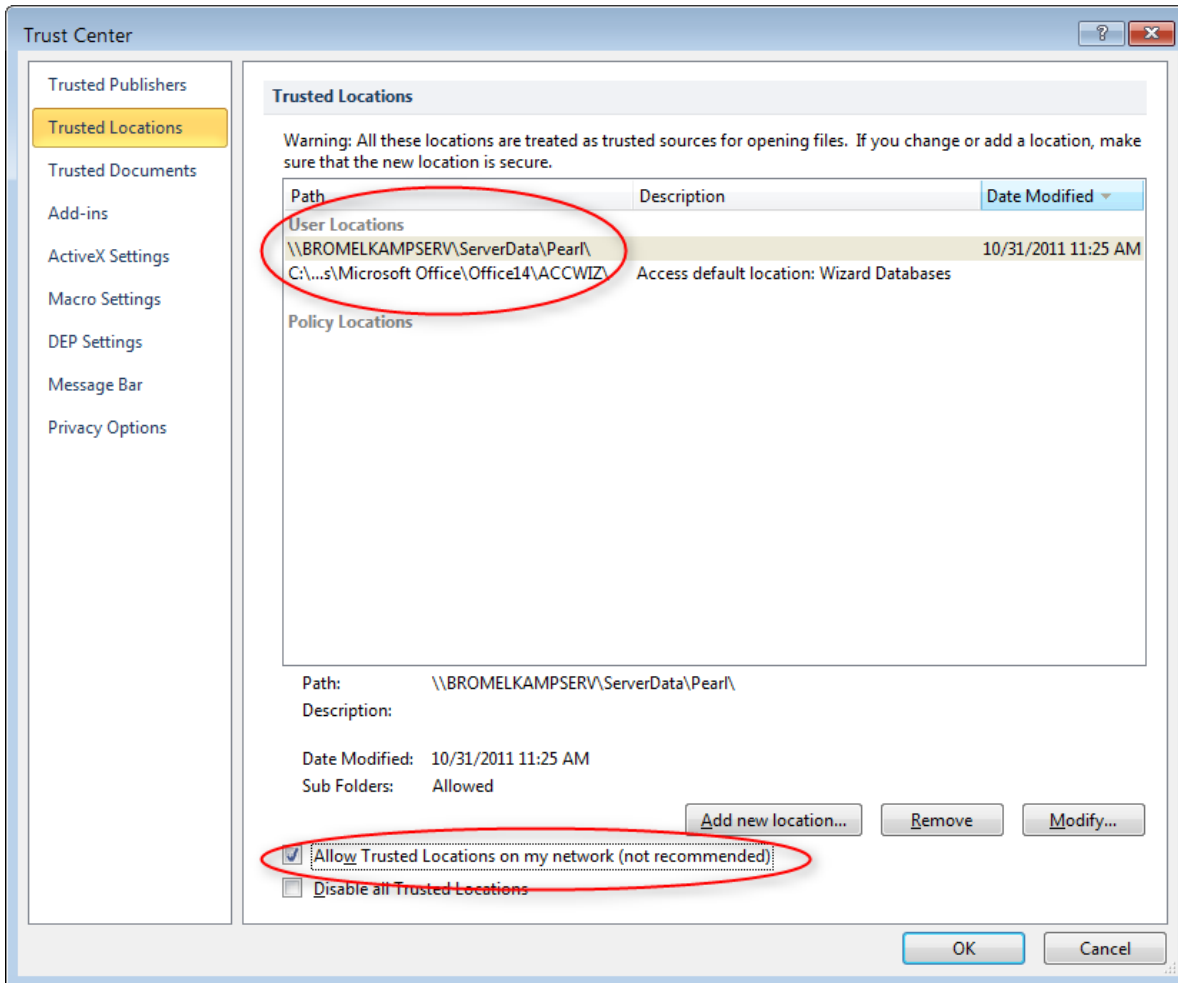 Trust Center
Trusted Publishers
Trusted Locations
Trusted Documents
Add-ins
ActiveX Settings
Macro Settings
DEP Settings
Message Bar
Privacy Options
Trusted Locations
Warning: All these locations are treated as trusted sources for opening files. If you change or add a location, make
sure that the new location is secure.
Path Description Date Modified
User Locations
\\BROMELKAMPSERV\ServerData\Pearl\ 10/31/2011 11:25 AM
C:\...s\Microsoft Office\Office14\ACCWIZ\ Access default location: Wizard Databases
Policy Locations
Path: \\BROMELKAMPSERV\ServerData\Pearl\
Description:
Date Modified: 10/31/2011 11:25 AM
Sub Folders: Allowed
Add new location... Remove Modify...
Allow Trusted Locations on my network (not recommended)
Disable all Trusted Locations
OK Cancel